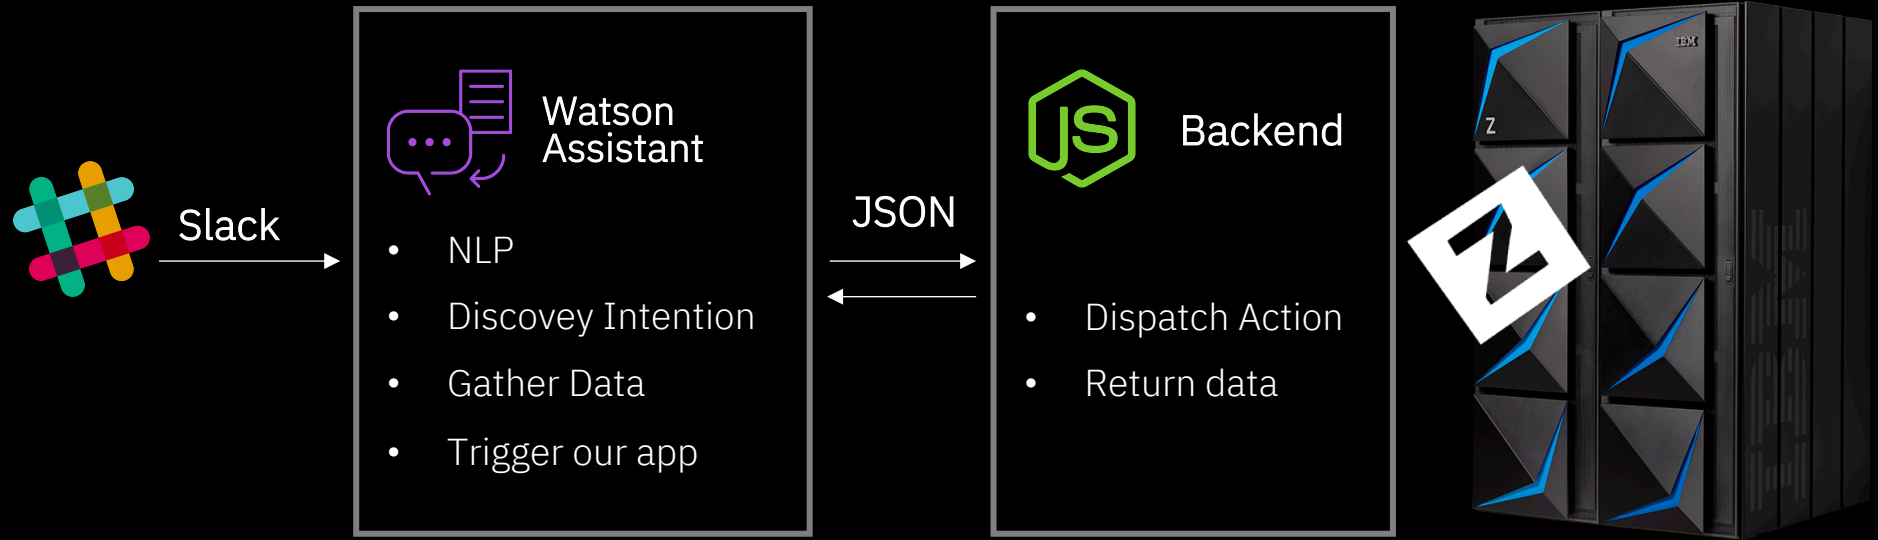 Slack
Watson
Assistant
• NLP
• Discovey Intention
• Gather Data
• Trigger our app
JSON
JS
Backend
• Dispatch Action
• Return data
IBM
Z
Z
IBM